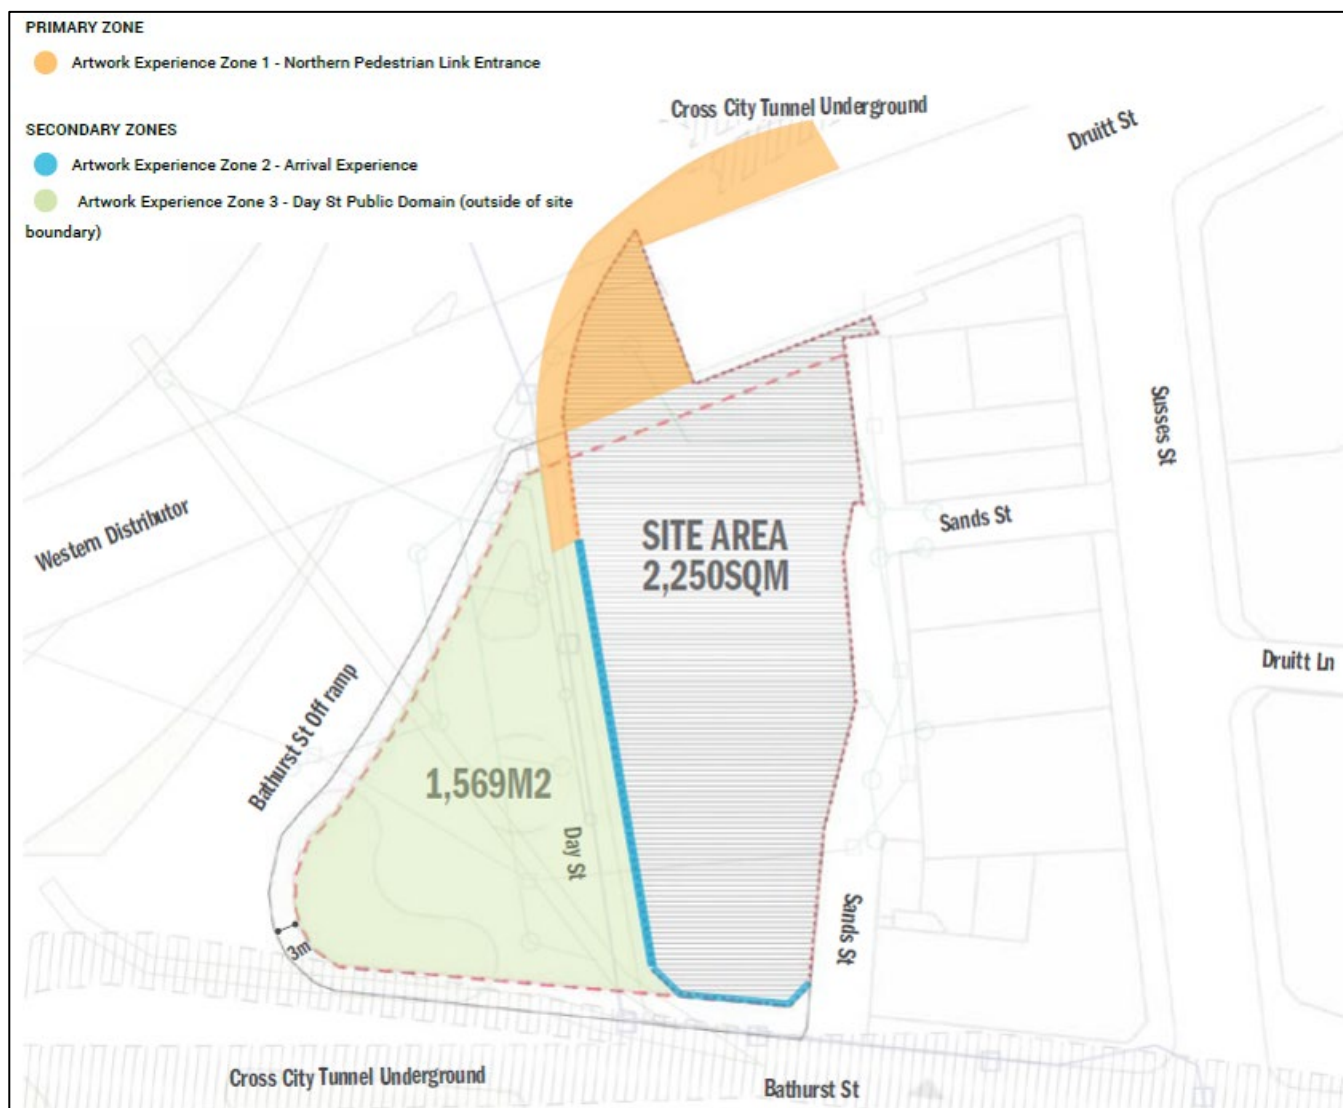 PRIMARY ZONE
Artwork Experience Zone 1 - Northern Pedestrian Link Entrance
SECONDARY ZONES
Artwork Experience Zone 2 - Arrival Experience
Artwork Experience Zone 3 - Day St Public Domain (outside of site
boundary)
Cross City Tunnel Underground
Druitt St
Susses St
Western Distributor
SITE AREA
2,250SQM
Sands St
Druitt Ln
Bathurst St Off ramp
1,569M2
Day St
Sands St
3m
Cross City Tunnel Underground
Bathurst St